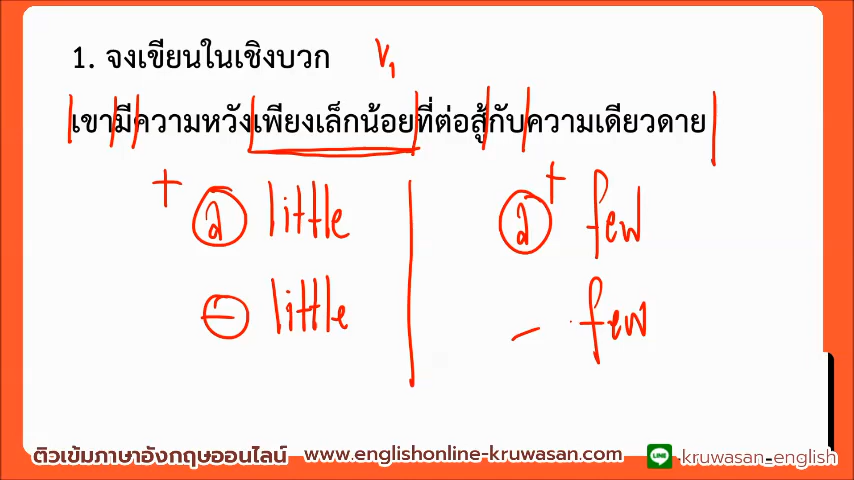 1. จงเขียนในเชิงบวก V1
เขามีความหวังเพียงเล็กน้อยที่ต่อสู้กับความเดียวดาย
+ a little + a few
- little - few
ติวเข้มภาษาอังกฤษออนไลน์ www.englishonline-kruwasan.com kruwasan_english